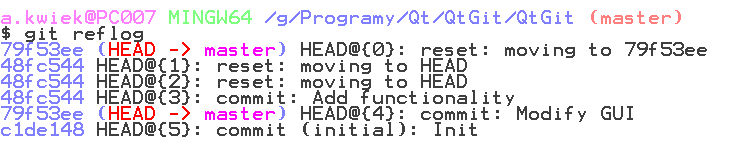 a.kwiek@PC007 MINGW64 /g/Programy/Qt/QtGit/QtGit (master)
$ git reflog
79f53ee (HEAD -> master) HEAD@{0}: reset: moving to 79f53ee
48fc544 HEAD@{1}: reset: moving to HEAD
48fc544 HEAD@{2}: reset: moving to HEAD
48fc544 HEAD@{3}: commit: Add functionality
79f53ee (HEAD -> master) HEAD@{4}: commit: Modify GUI
c1de148 HEAD@{5}: commit (initial): Init